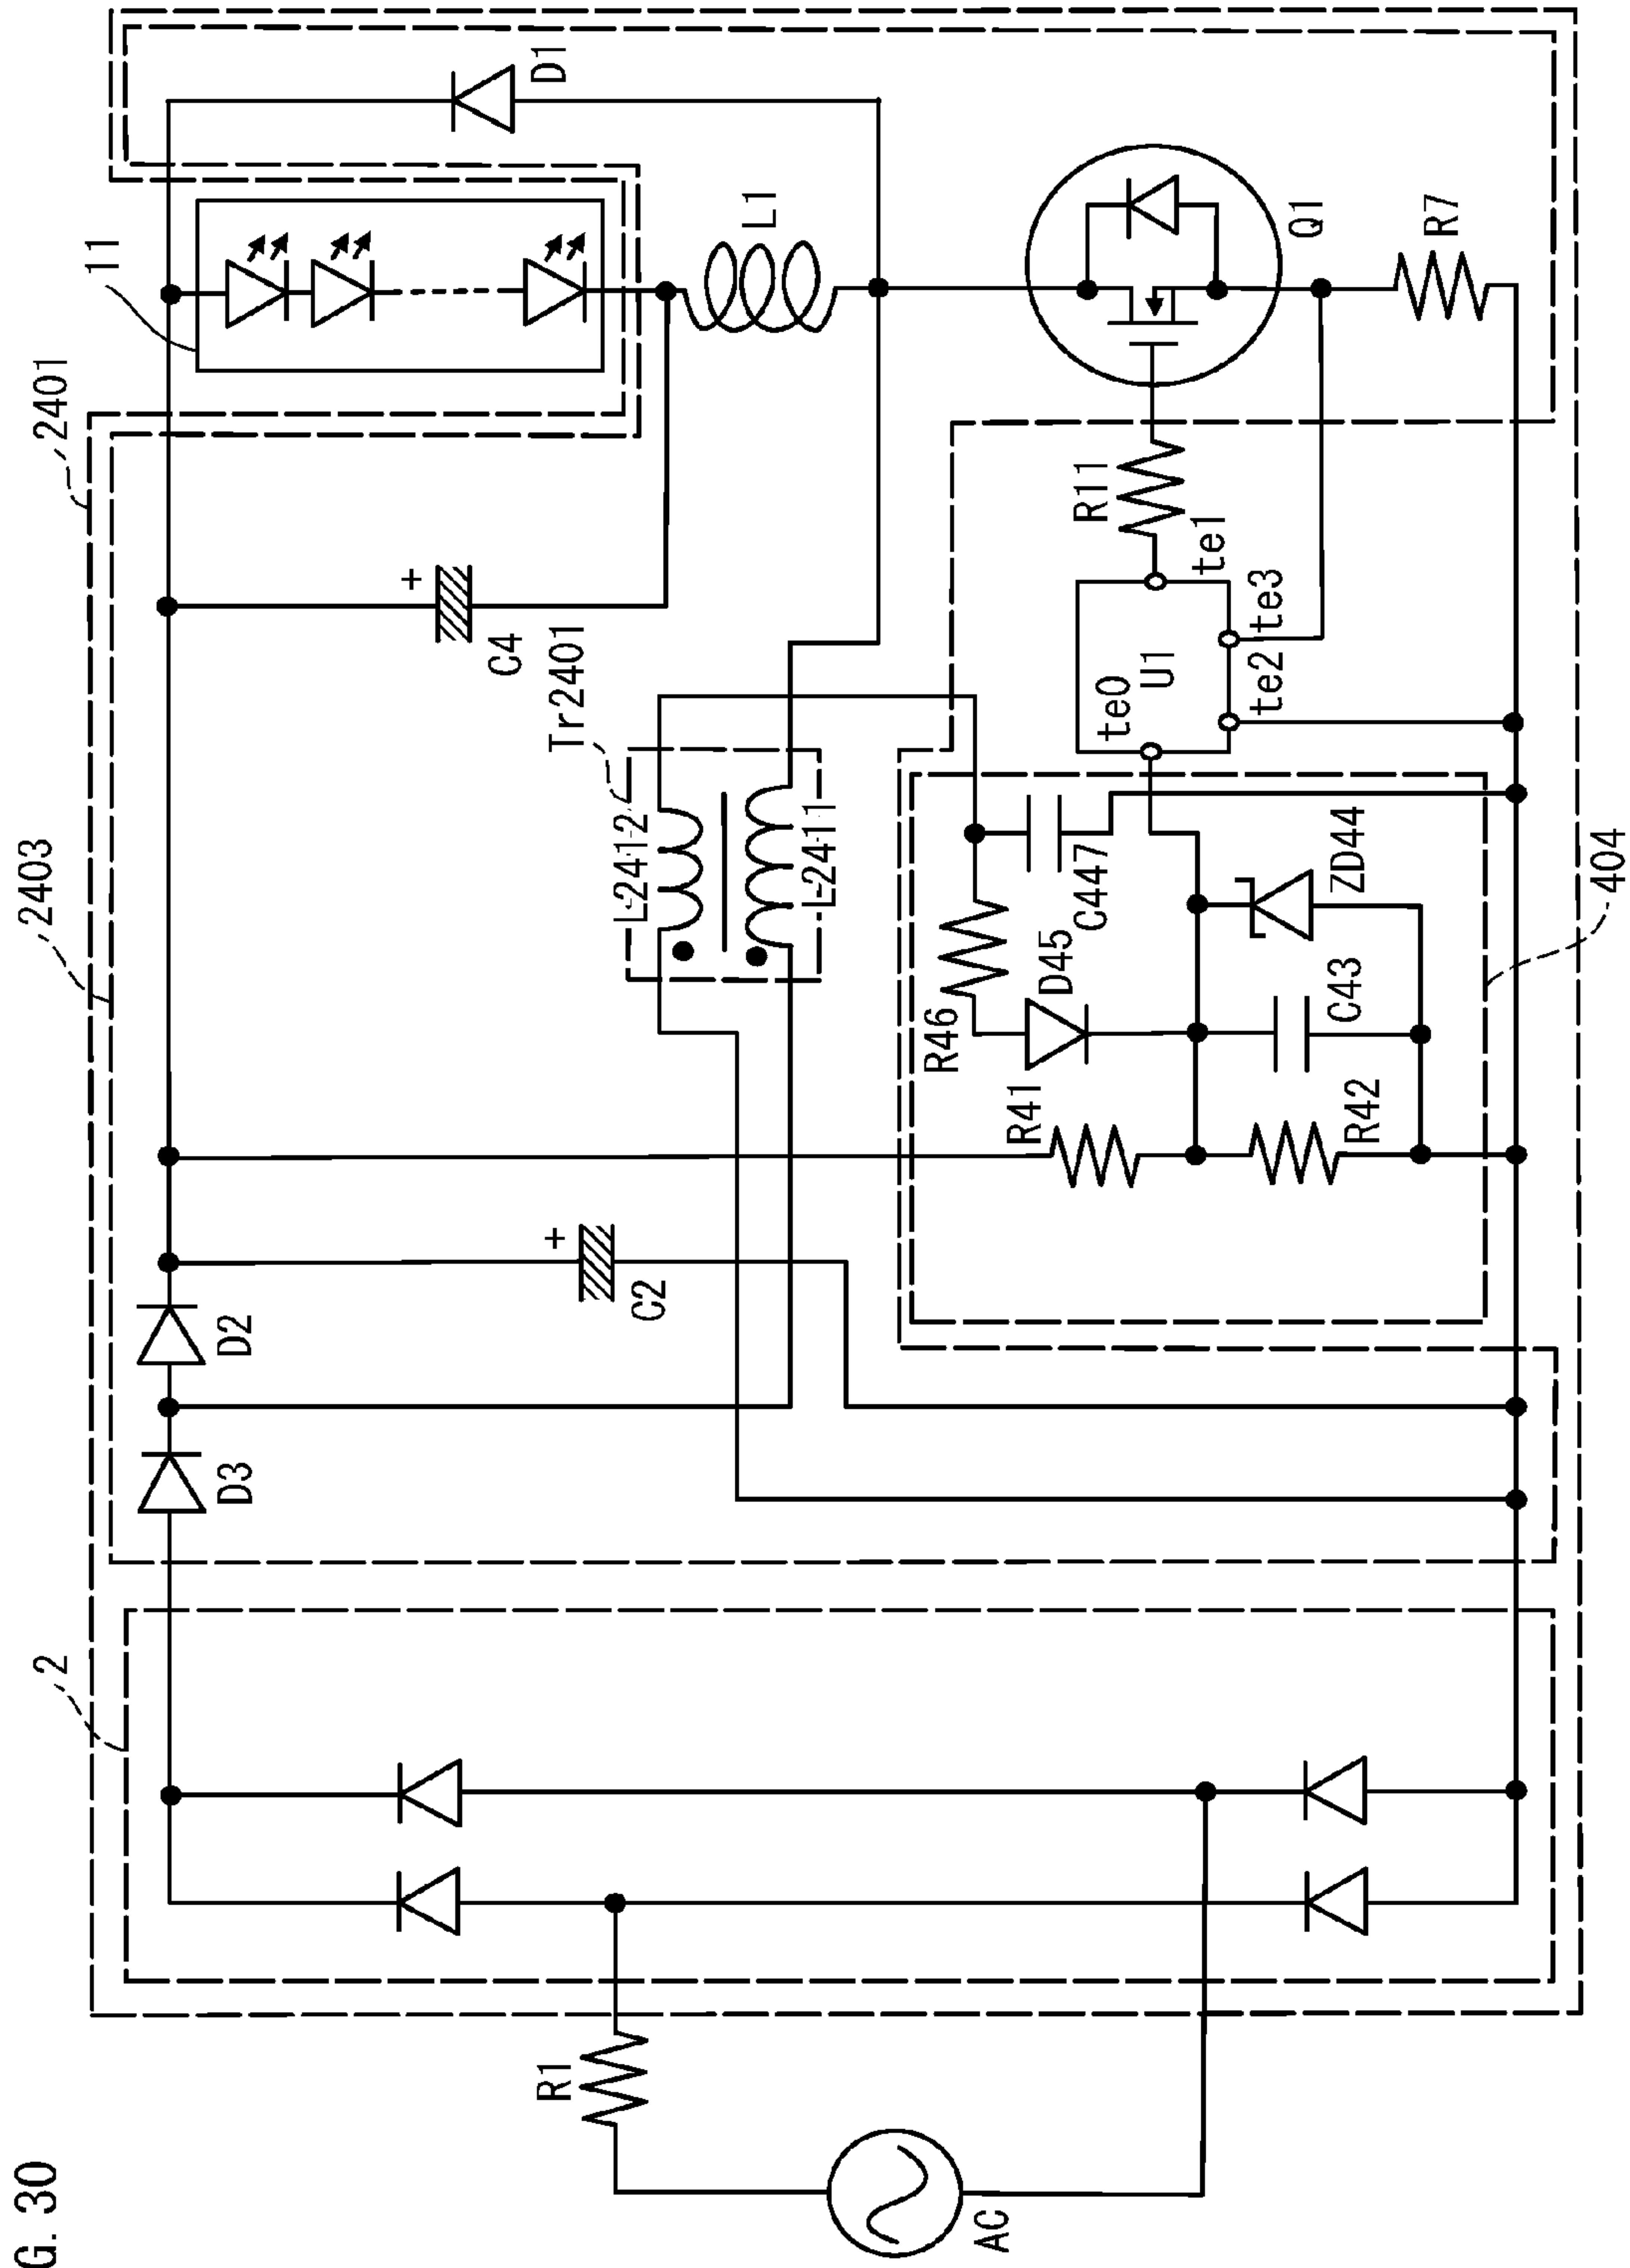 G. 30
2401
2403
2
11
D1
L1
C4
Tr2401
L2412
L2411
D2
D3
C2
R1
AC
Q1
R7
R11
te1
te3
te2
te0
U1
C447
R46
D45
ZD44
R41
C43
R42
404